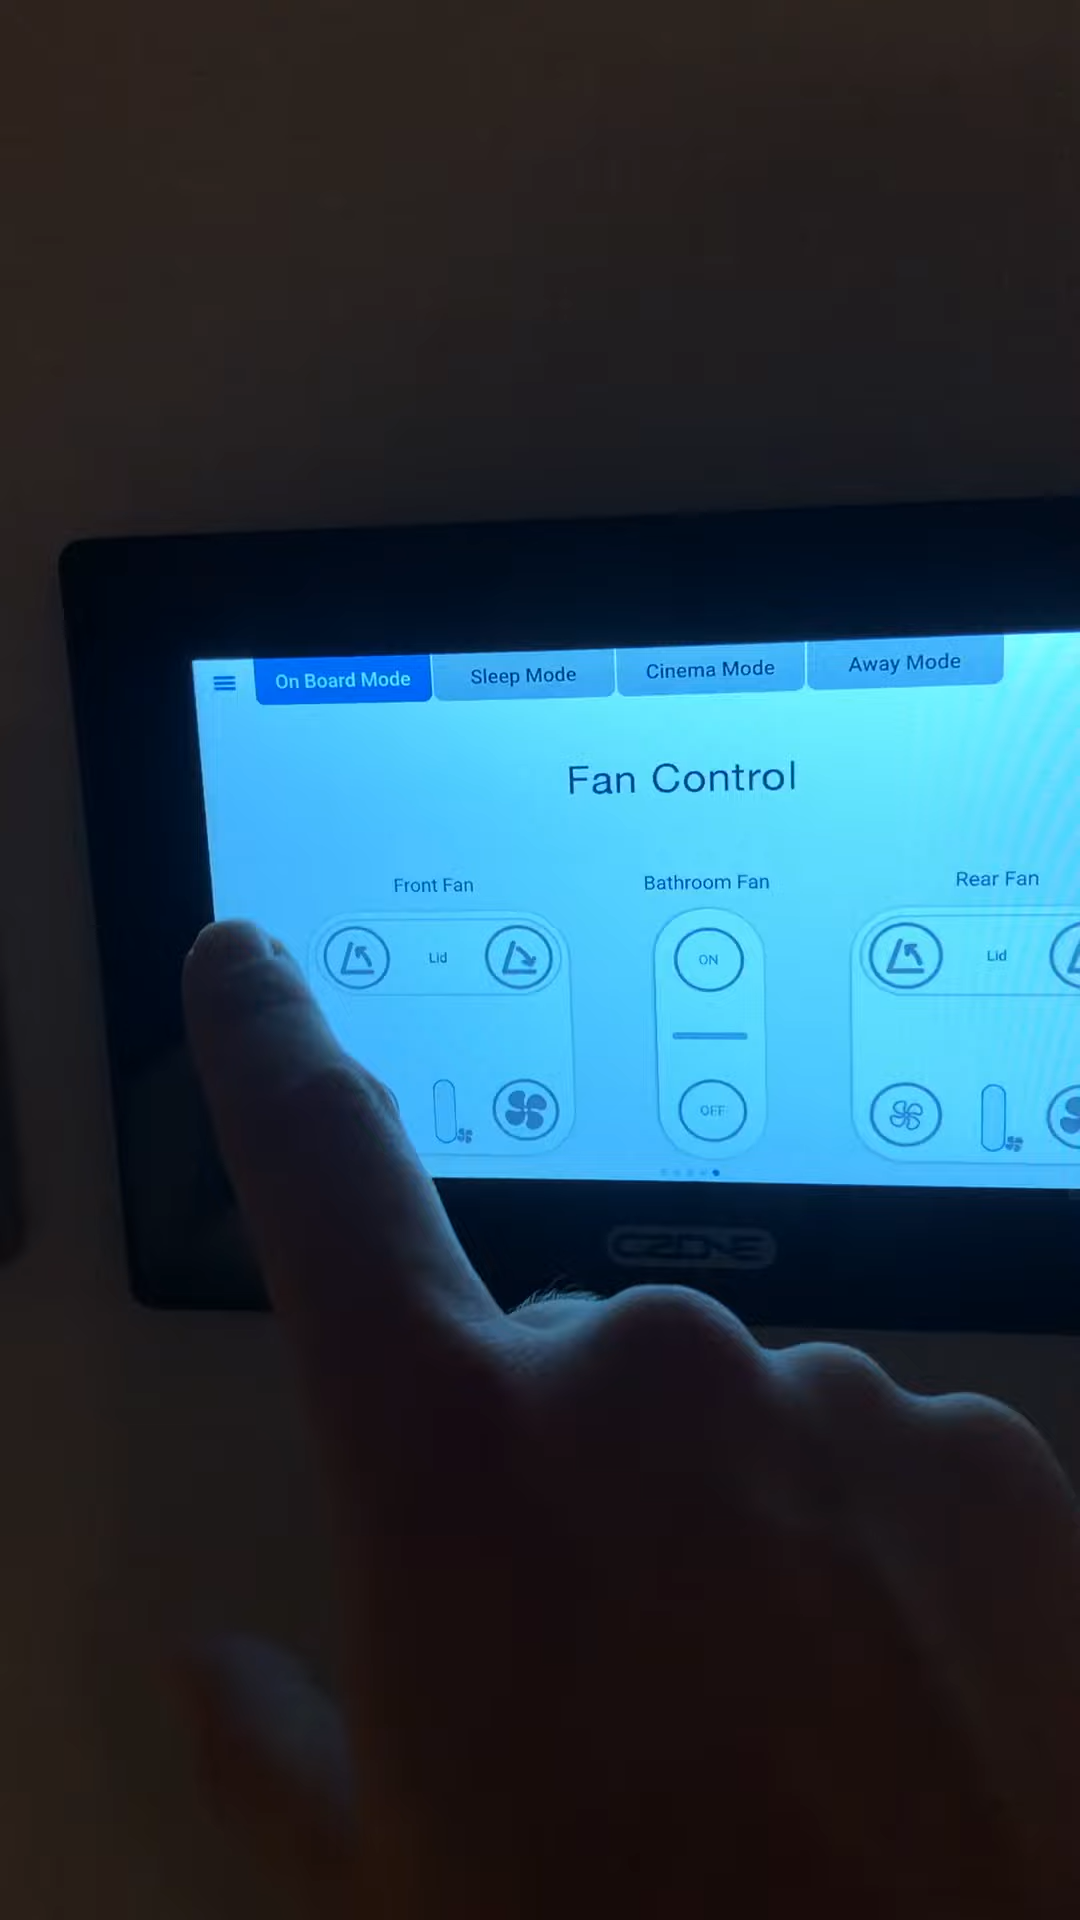 On Board Mode
Sleep Mode
Cinema Mode
Away Mode
Fan Control
Front Fan
Bathroom Fan
Rear Fan
Lid
ON
Lid
OFF
CZONE